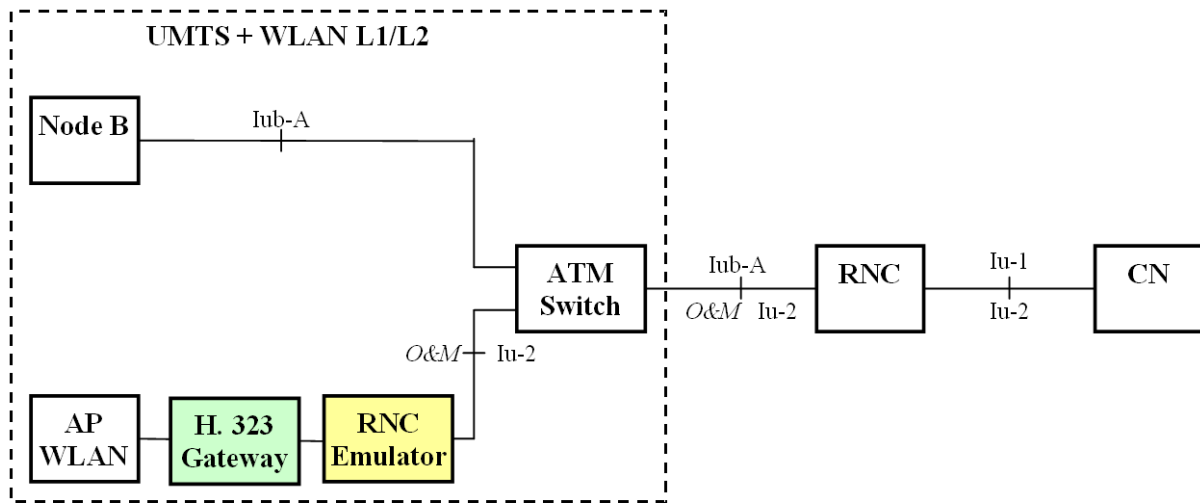 UMTS + WLAN L1/L2
Node B
Iub-A
ATM
Switch
Iub-A
O&M Iu-2
RNC
Iu-1
Iu-2
CN
O&M Iu-2
AP
WLAN
H. 323
Gateway
RNC
Emulator